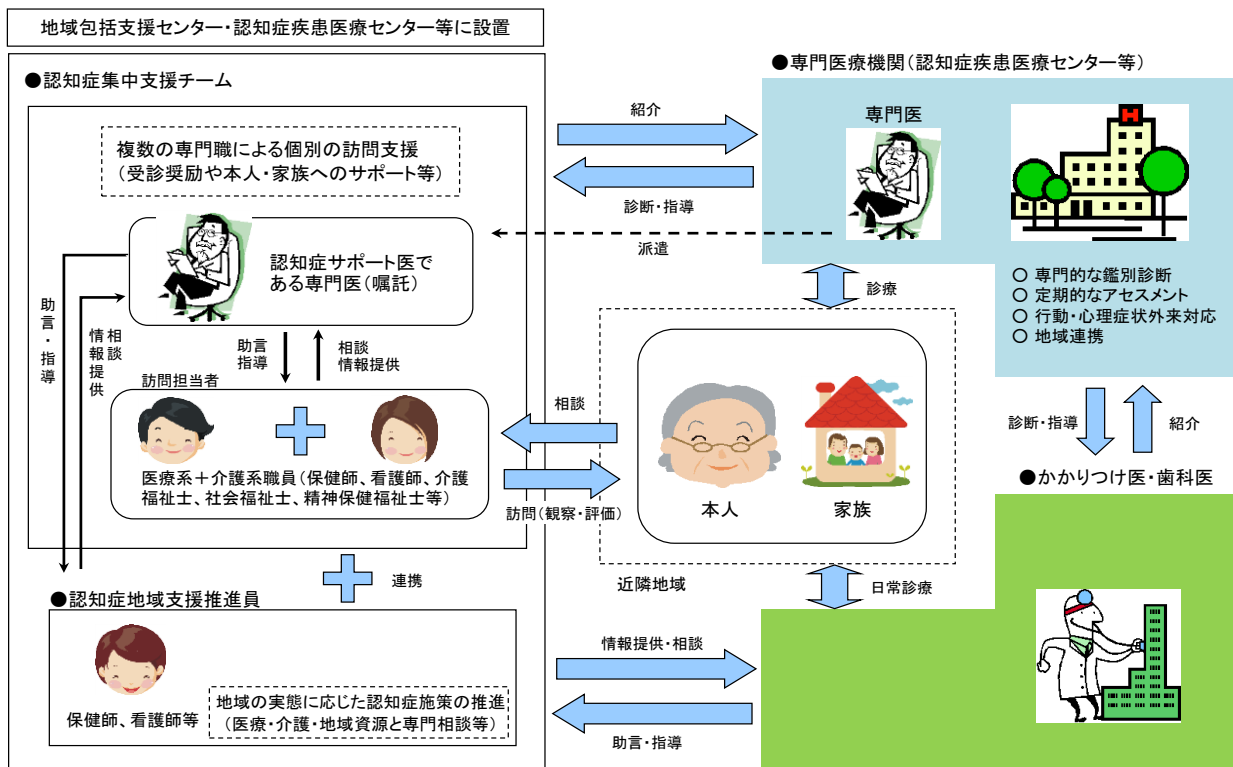 地域包括支援センター・認知症疾患医療センター等に設置
●認知症集中支援チーム
複数の専門職による個別の訪問支援
（受診奨励や本人・家族へのサポート等）
認知症サポート医で
ある専門医（嘱託）
助言・指導
相談
情報提供
助言
指導
相談
情報提供
訪問担当者
医療系＋介護系職員（保健師、看護師、介護
福祉士、社会福祉士、精神保健福祉士等）
連携
●認知症地域支援推進員
保健師、看護師等
地域の実態に応じた認知症施策の推進
（医療・介護・地域資源と専門相談等）
紹介
診断・指導
派遣
相談
訪問（観察・評価）
情報提供・相談
助言・指導
●専門医療機関（認知症疾患医療センター等）
専門医
H
○ 専門的な鑑別診断
○ 定期的なアセスメント
○ 行動・心理症状外来対応
○ 地域連携
診療
本人
家族
近隣地域
日常診療
診断・指導
紹介
●かかりつけ医・歯科医